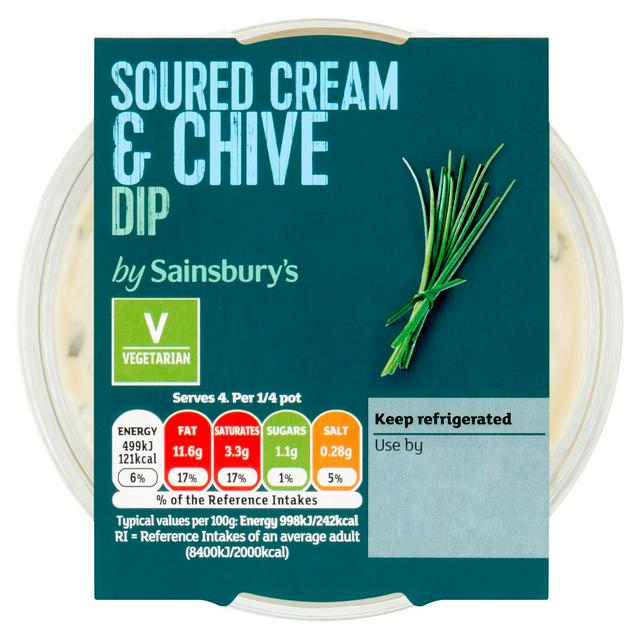 SOURED CREAM
& CHIVE
DIP
by Sainsbury's
V
VEGETARIAN
Serves 4. Per 1/4 pot
ENERGY
499kJ
121kcal
6%
FAT
11.6g
17%
SATURATES
3.3g
17%
SUGARS
1.1g
1%
SALT
0.28g
5%
% of the Reference Intakes
Typical values per 100g: Energy 998kJ/242kcal
RI = Reference Intakes of an average adult
(8400kJ/2000kcal)
Keep refrigerated
Use by